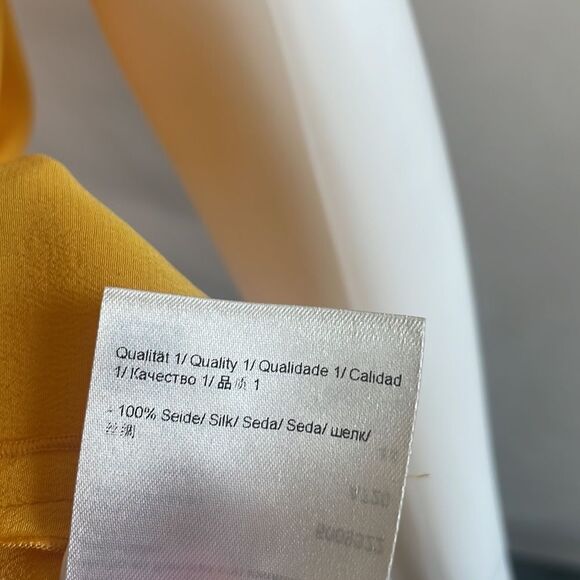 Qualität 1/ Quality 1/ Qualidade 1/ Calidad
1/ Качество 1/ 品质 1
- 100% Seide/ Silk/ Seda/ Seda/ шелк/
丝绸